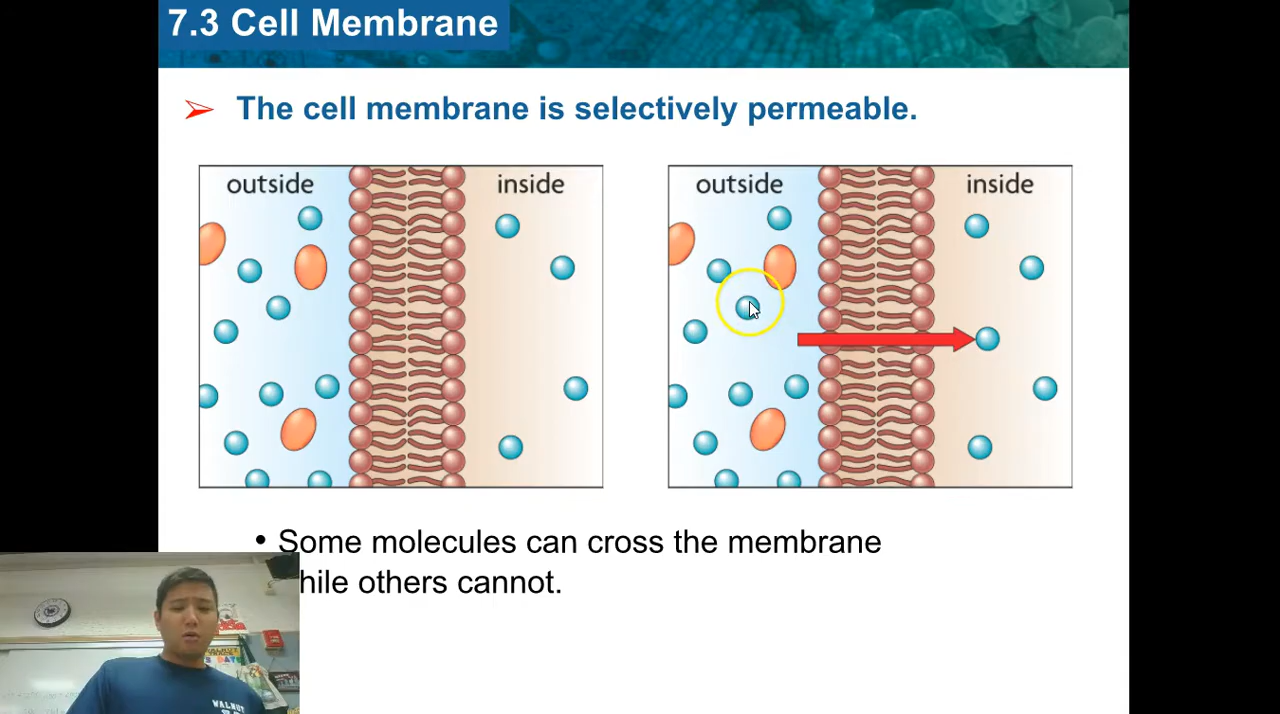 7.3 Cell Membrane
➢ The cell membrane is selectively permeable.
outside
inside
outside
inside
• Some molecules can cross the membrane
hile others cannot.
WALNUT